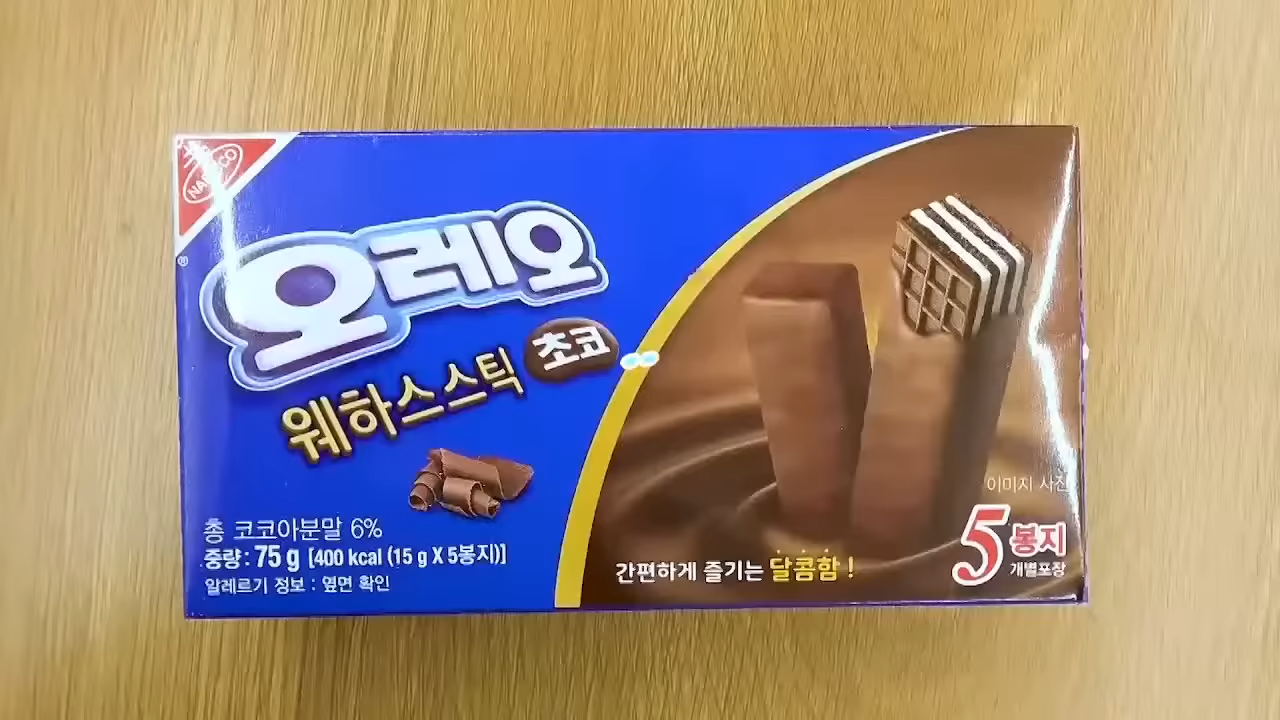 NABISCO
®
오레오
웨하스스틱 초코
총 코코아분말 6%
중량 : 75 g [400 kcal (15 g X 5봉지)]
알레르기 정보 : 옆면 확인
이미지 사진
간편하게 즐기는 달콤함 !
5 봉지
개별포장